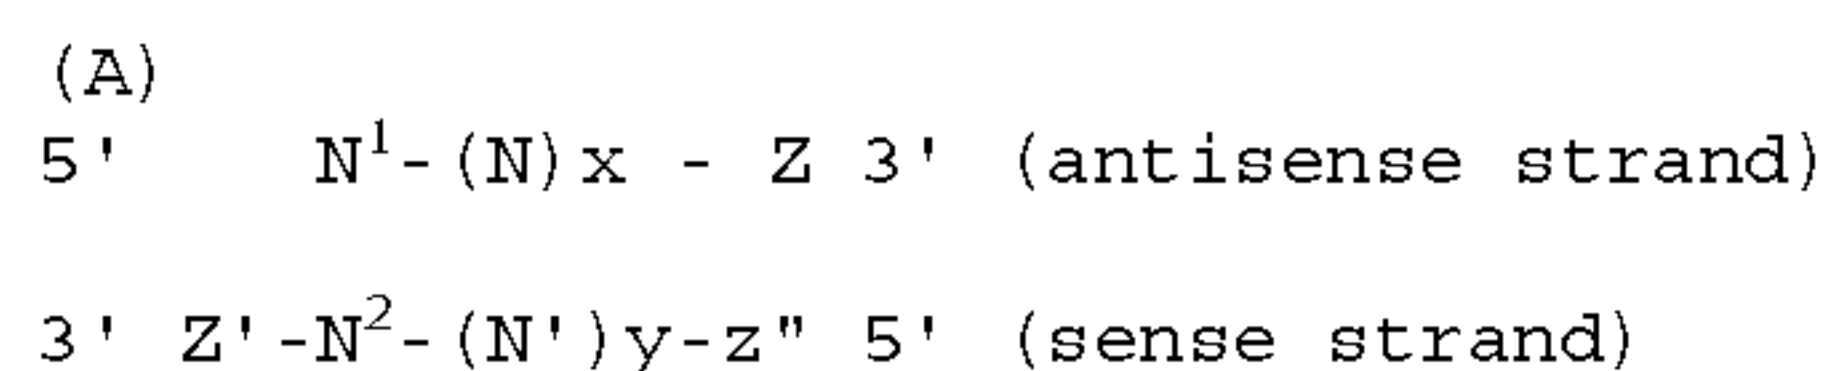 (A)
5' N¹-(N)x - Z 3' (antisense strand)
3' Z'-N²-(N')y-z" 5' (sense strand)